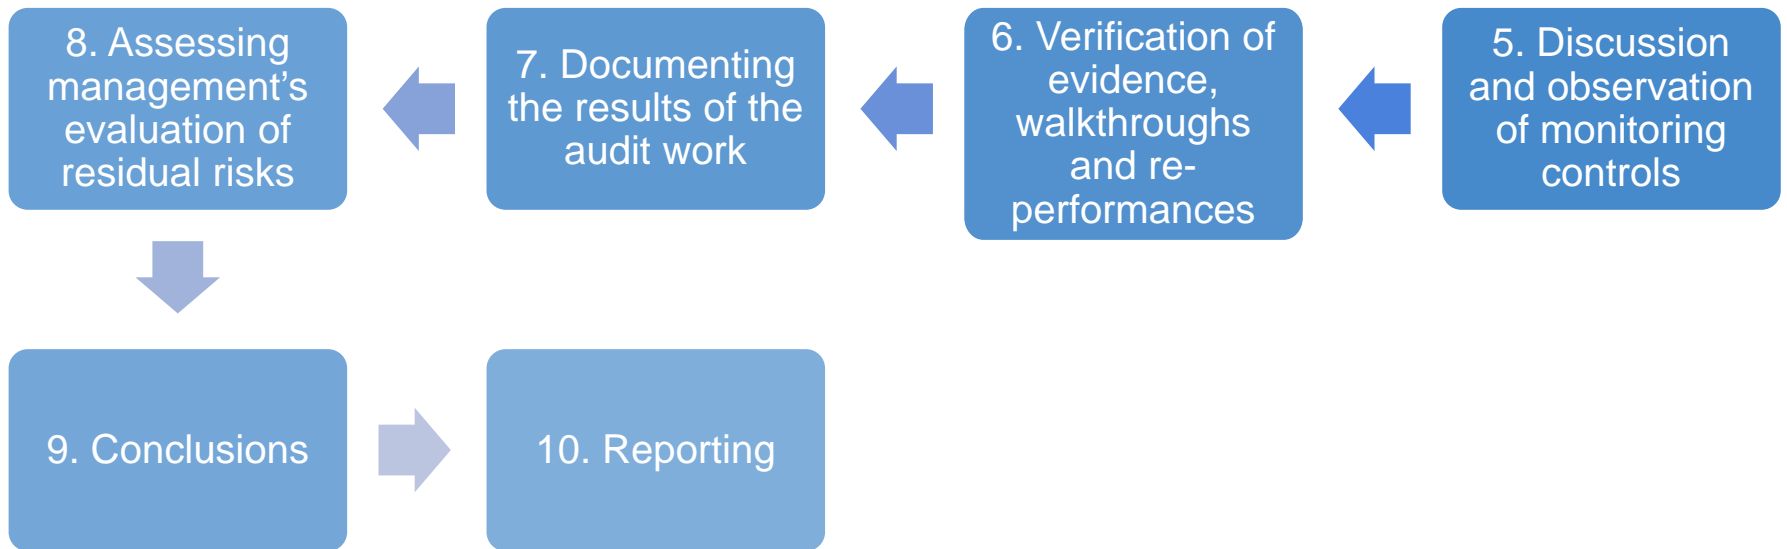 8. Assessing
management’s
evaluation of
residual risks
7. Documenting
the results of the
audit work
6. Verification of
evidence,
walkthroughs
and re-
performances
5. Discussion
and observation
of monitoring
controls
9. Conclusions
10. Reporting